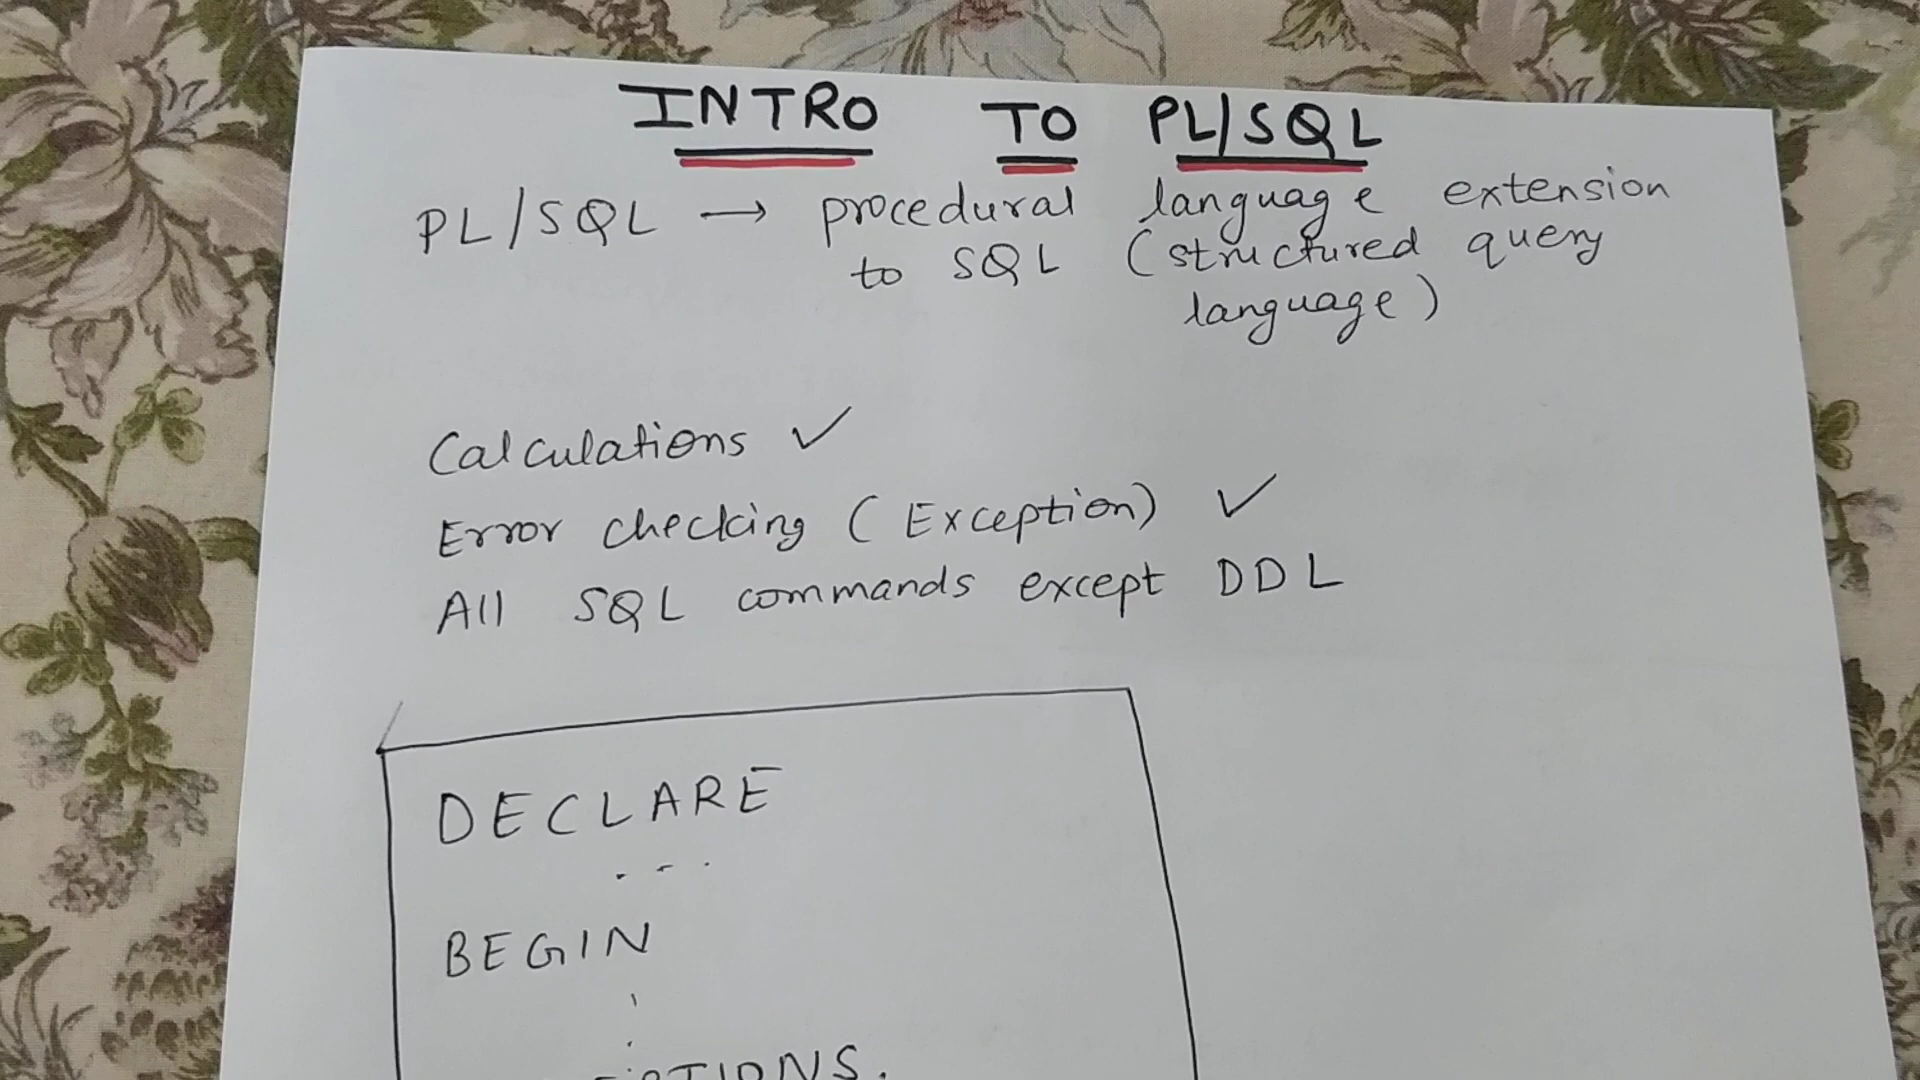 INTRO TO PL/SQL
PL/SQL → procedural language extension
to SQL (structured query
language)
Calculations ✓
Error checking (Exception) ✓
All SQL commands except DDL
DECLARE
...
BEGIN